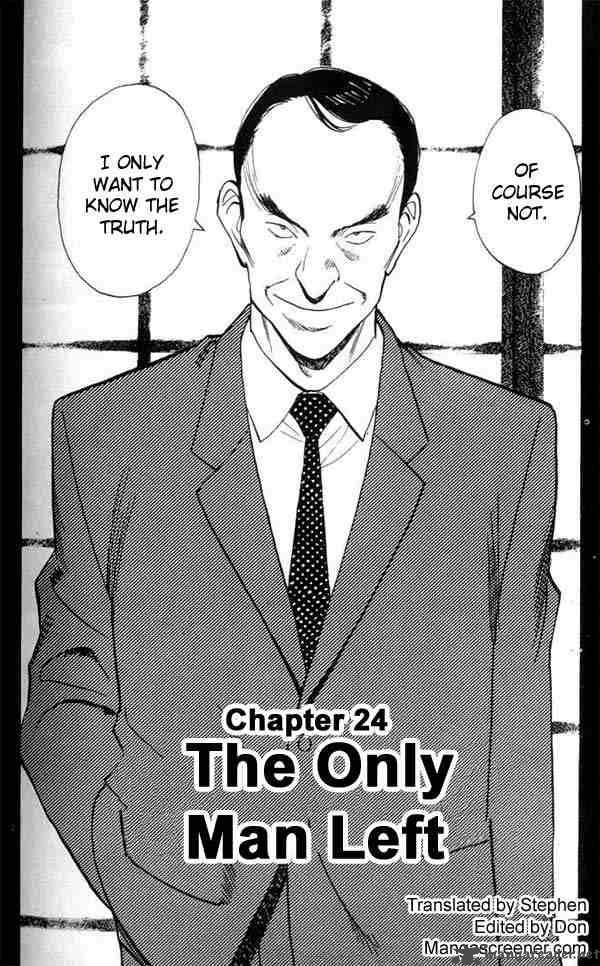 OF
COURSE
NOT.
I ONLY
WANT TO
KNOW THE
TRUTH.
Chapter 24
The Only
Man Left
Translated by Stephen
Edited by Don
Mangascreener.com